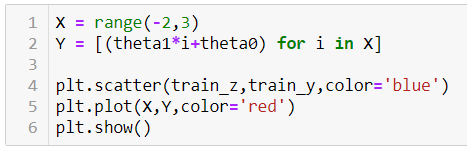 1 X = range(-2,3)
2 Y = [(theta1*i+theta0) for i in X]
3
4 plt.scatter(train_z,train_y,color='blue')
5 plt.plot(X,Y,color='red')
6 plt.show()